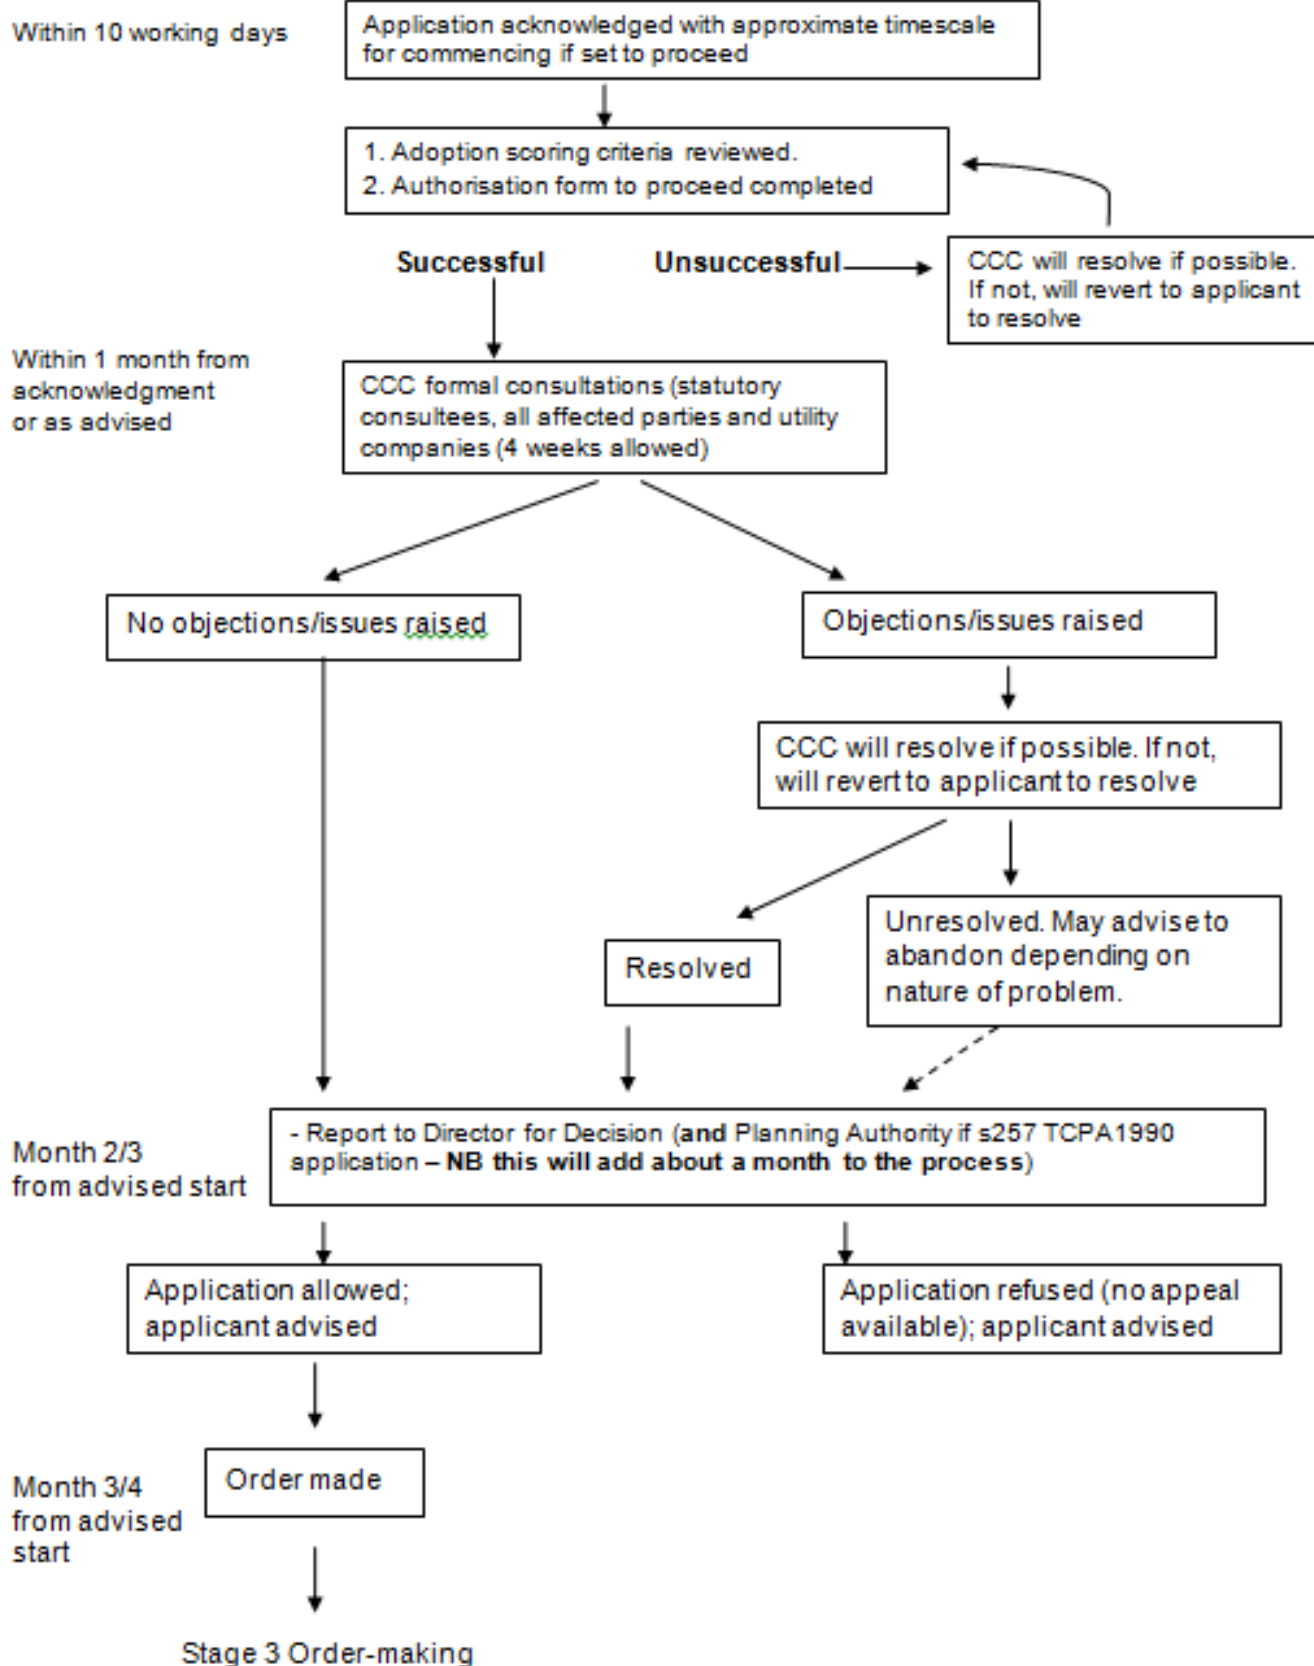 Within 10 working days
Application acknowledged with approximate timescale
for commencing if set to proceed
1. Adoption scoring criteria reviewed.
2. Authorisation form to proceed completed
Successful
Unsuccessful
CCC will resolve if possible.
If not, will revert to applicant
to resolve
Within 1 month from
acknowledgment
or as advised
CCC formal consultations (statutory
consultees, all affected parties and utility
companies (4 weeks allowed)
No objections/issues raised
Objections/issues raised
CCC will resolve if possible. If not,
will revert to applicant to resolve
Resolved
Unresolved. May advise to
abandon depending on
nature of problem.
Month 2/3
from advised start
- Report to Director for Decision (and Planning Authority if s257 TCPA1990
application – NB this will add about a month to the process)
Application allowed;
applicant advised
Application refused (no appeal
available); applicant advised
Month 3/4
from advised
start
Order made
Stage 3 Order-making